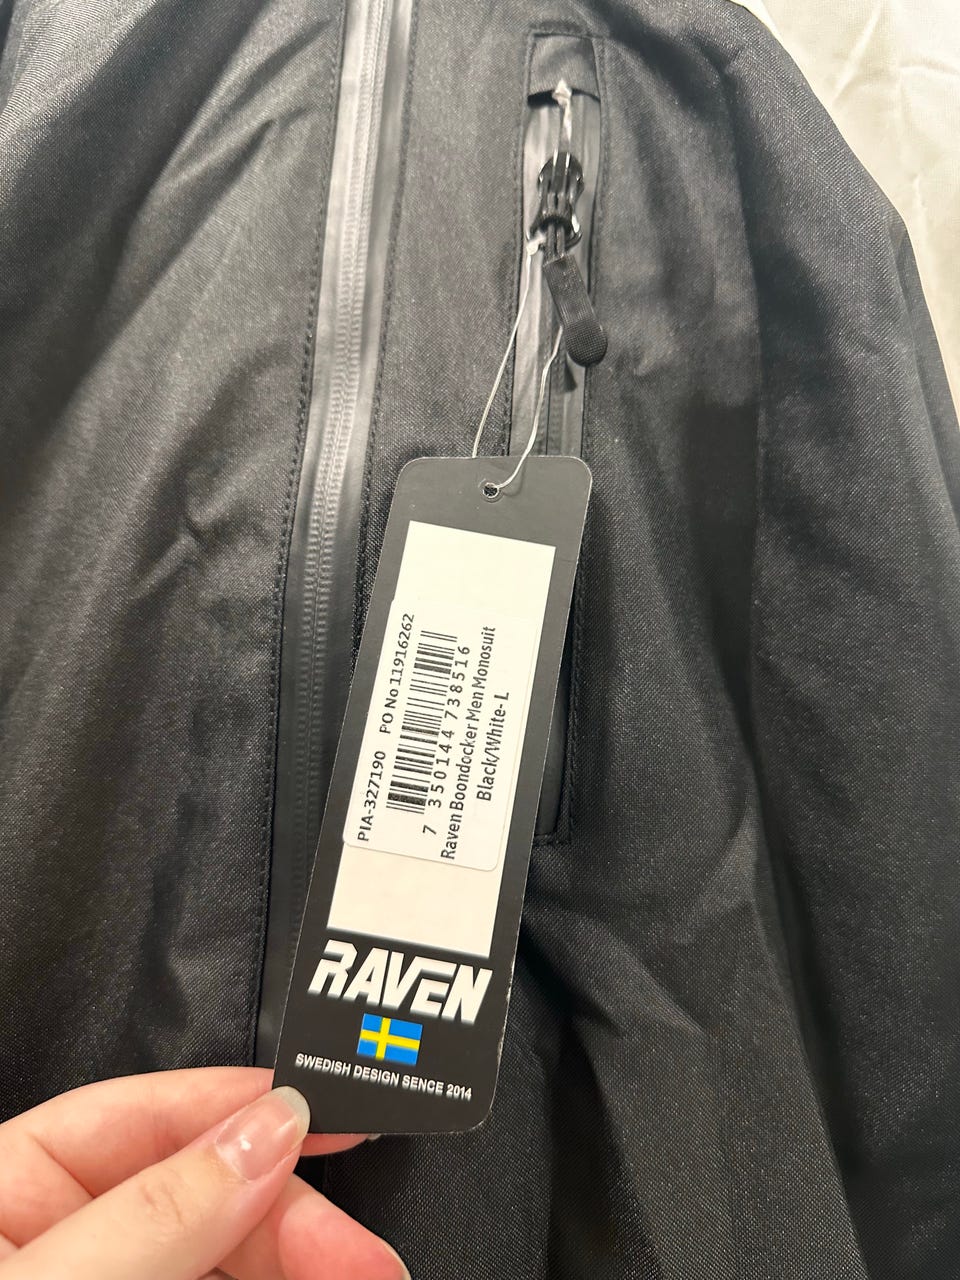 PIA-327190 PO No 11916262
7 350144 738516
Raven Boondocker Men Monosuit
Black/White- L
RAVEN
SWEDISH DESIGN SENCE 2014